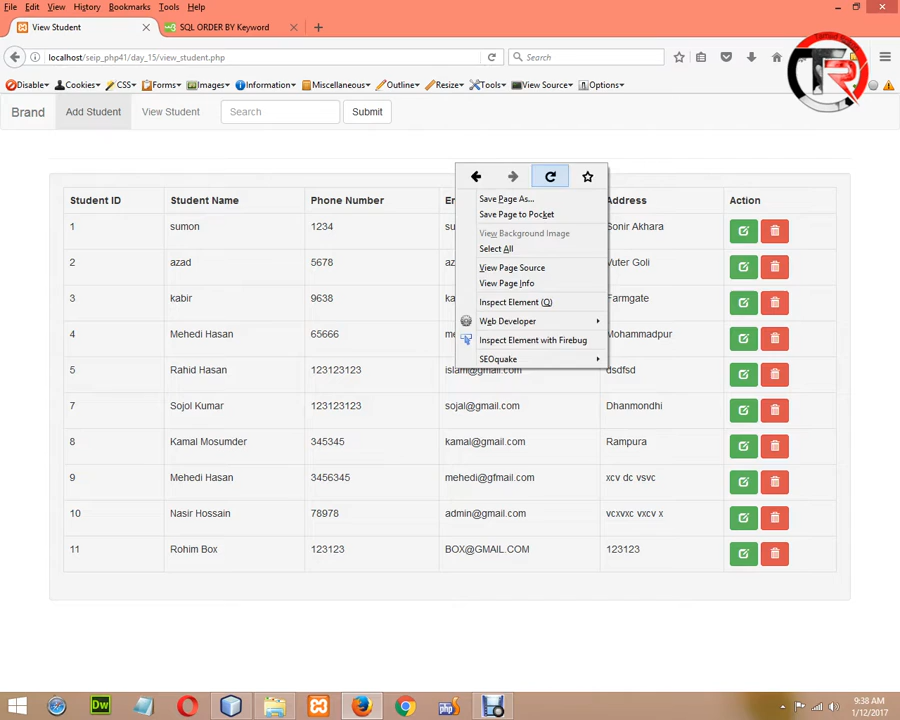 File Edit View History Bookmarks Tools Help
View Student SQL ORDER BY Keyword
localhost/seip_php41/day_15/view_student.php Search
Disable Cookies CSS Forms Images Information Miscellaneous Outline Resize Tools View Source Options
Brand Add Student View Student Search Submit
Save Page As...
Save Page to Pocket
View Background Image
Select All
View Page Source
View Page Info
Inspect Element (Q)
Web Developer
Inspect Element with Firebug
SEOquake
Student ID Student Name Phone Number Address Action
1 sumon 1234 Sonir Akhara
2 azad 5678 Vuter Goli
3 kabir 9638 Farmgate
4 Mehedi Hasan 65666 Mohammadpur
5 Rahid Hasan 123123123 islam@gmail.com dsdfsd
7 Sojol Kumar 123123123 sojal@gmail.com Dhanmondhi
8 Kamal Mosumder 345345 kamal@gmail.com Rampura
9 Mehedi Hasan 3456345 mehedi@gfmail.com xcv dc vsvc
10 Nasir Hossain 78978 admin@gmail.com vcxvxc vxcv x
11 Rohim Box 123123 BOX@GMAIL.COM 123123
Dw
php
9:38 AM
1/12/2017